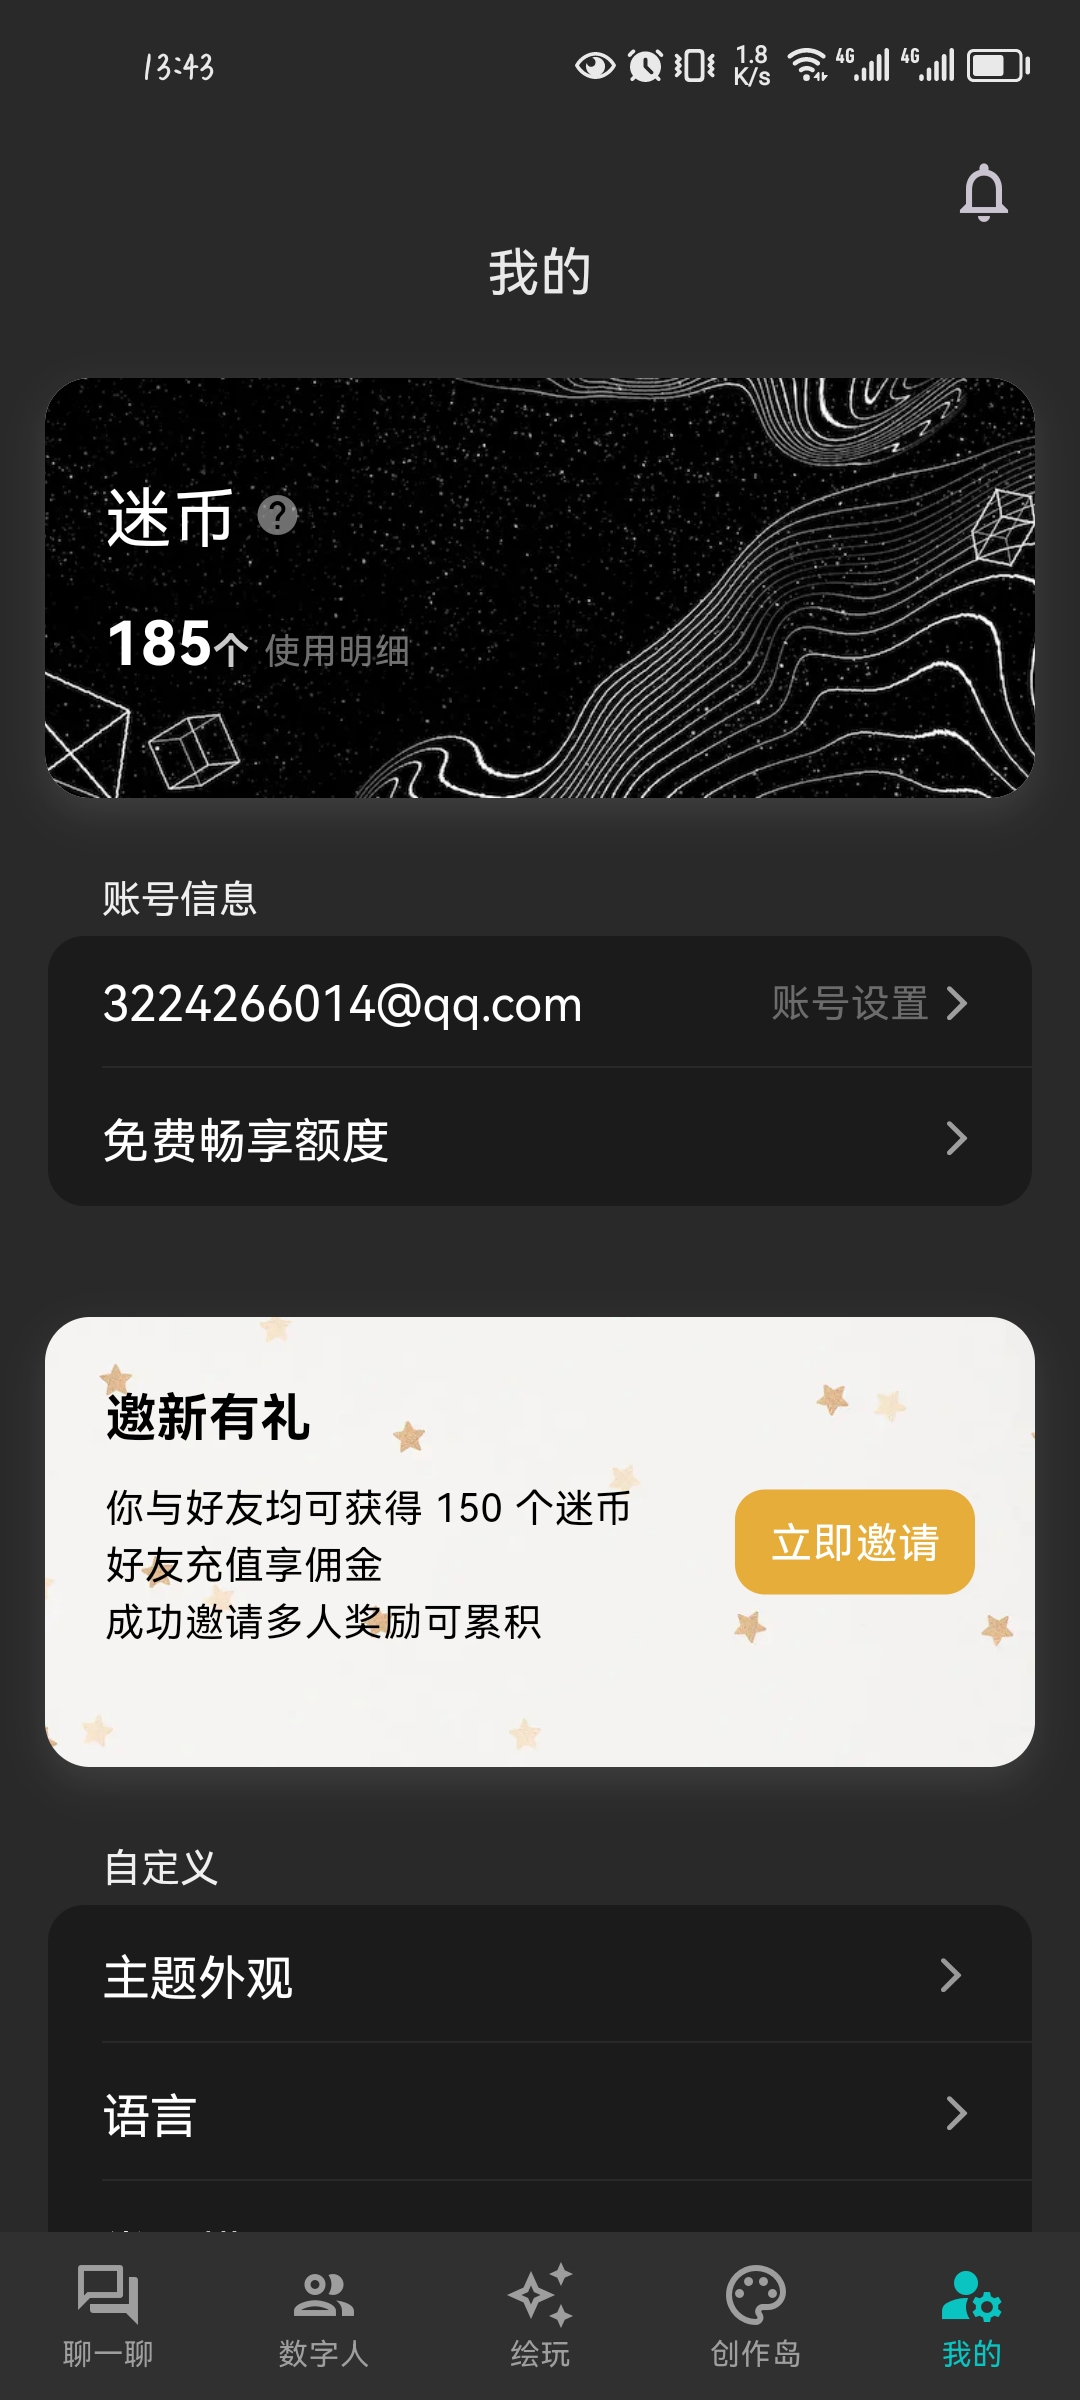 13:43
1.8
K/s
4G
4G
我的
迷币
185个 使用明细
账号信息
3224266014@qq.com 账号设置
免费畅享额度
邀新有礼
你与好友均可获得 150 个迷币
好友充值享佣金
成功邀请多人奖励可累积
立即邀请
自定义
主题外观
语言
聊一聊 数字人 绘玩 创作岛 我的